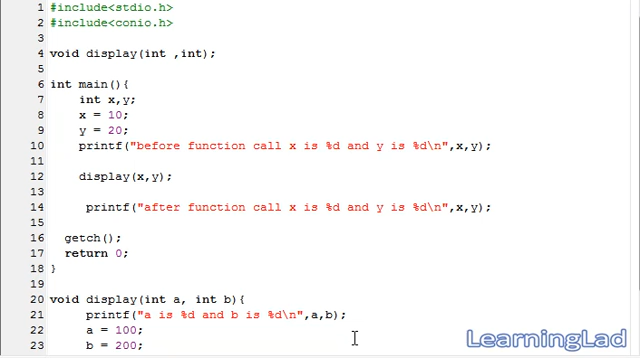 1 #include<stdio.h>
2 #include<conio.h>
3
4 void display(int ,int);
5
6 int main(){
7 int x,y;
8 x = 10;
9 y = 20;
10 printf("before function call x is %d and y is %d\n",x,y);
11
12 display(x,y);
13
14 printf("after function call x is %d and y is %d\n",x,y);
15
16 getch();
17 return 0;
18 }
19
20 void display(int a, int b){
21 printf("a is %d and b is %d\n",a,b);
22 a = 100;
23 b = 200;
LearningLad